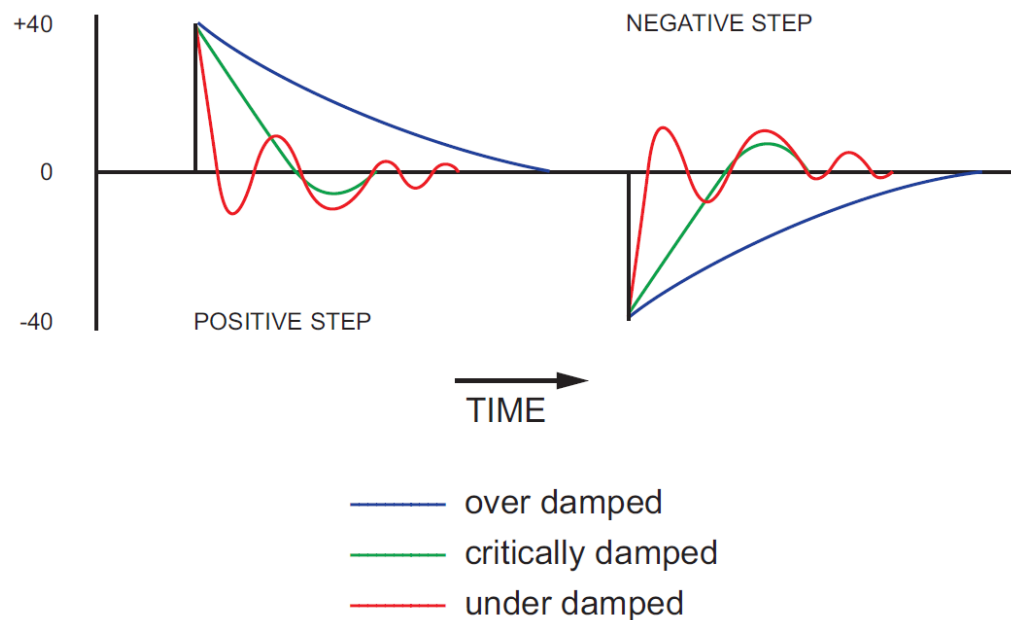 +40
NEGATIVE STEP
0
-40
POSITIVE STEP
TIME
over damped
critically damped
under damped